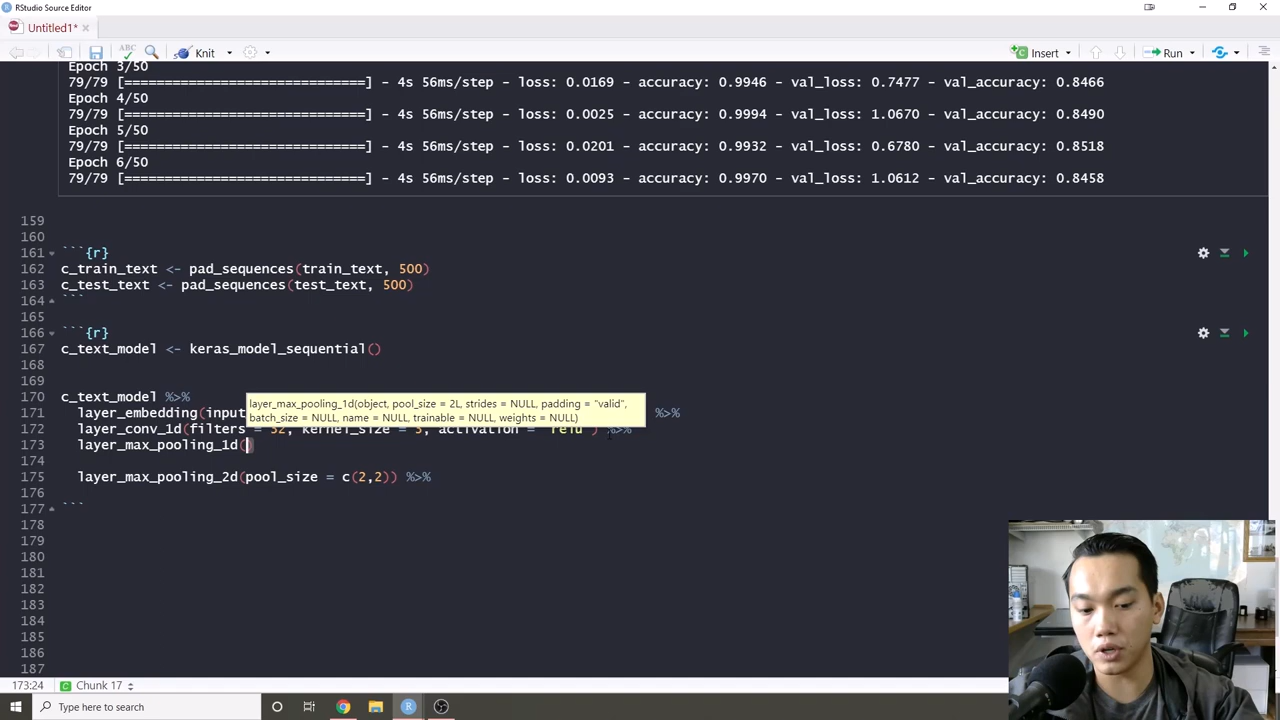 RStudio Source Editor
Untitled1*
ABC Knit Insert Run
Epoch 3/50
79/79 [==============================] - 4s 56ms/step - loss: 0.0169 - accuracy: 0.9946 - val_loss: 0.7477 - val_accuracy: 0.8466
Epoch 4/50
79/79 [==============================] - 4s 56ms/step - loss: 0.0025 - accuracy: 0.9994 - val_loss: 1.0670 - val_accuracy: 0.8490
Epoch 5/50
79/79 [==============================] - 4s 56ms/step - loss: 0.0201 - accuracy: 0.9932 - val_loss: 0.6780 - val_accuracy: 0.8518
Epoch 6/50
79/79 [==============================] - 4s 56ms/step - loss: 0.0093 - accuracy: 0.9970 - val_loss: 1.0612 - val_accuracy: 0.8458
159
160
161 ```{r}
162 c_train_text <- pad_sequences(train_text, 500)
163 c_test_text <- pad_sequences(test_text, 500)
164 ```
165
166 ```{r}
167 c_text_model <- keras_model_sequential()
168
169
170 c_text_model %>%
layer_max_pooling_1d(object, pool_size = 2L, strides = NULL, padding = "valid",
batch_size = NULL, name = NULL, trainable = NULL, weights = NULL)
171 layer_embedding(input %>%
172 layer_conv_1d(filters = 32, kernel_size = 3, activation = "relu") %>%
173 layer_max_pooling_1d()
174
175 layer_max_pooling_2d(pool_size = c(2,2)) %>%
176
177 ```
178
179
180
181
182
183
184
185
186
187
173:24 C Chunk 17
Type here to search